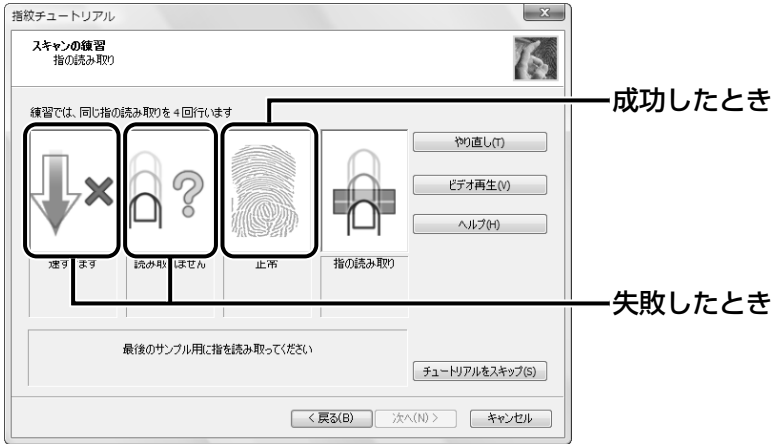 指紋チュートリアル
スキャンの練習
指の読み取り
成功したとき
練習では、同じ指の読み取りを4回行います
やり直し(T)
ビデオ再生(V)
ヘルプ(H)
正常
指の読み取り
失敗したとき
最後のサンプル用に指を読み取ってください
チュートリアルをスキップ(S)
< 戻る(B)
次へ(N) >
キャンセル